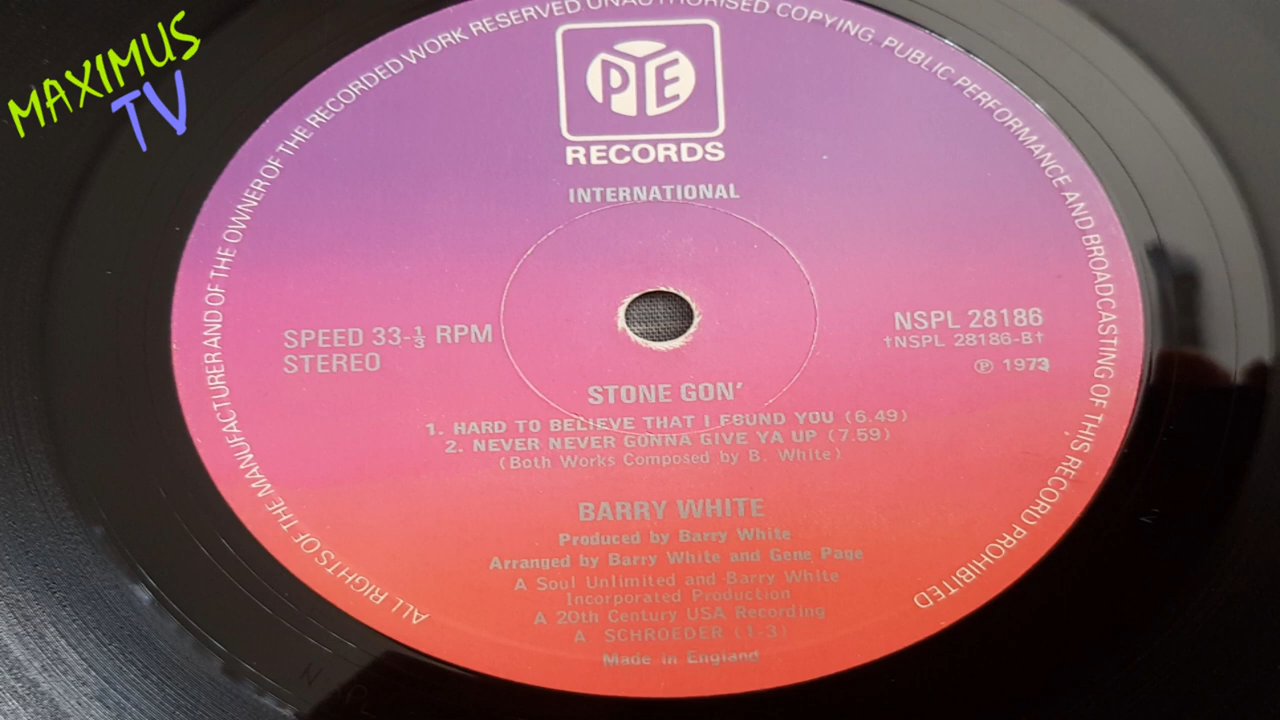 MAXIMUS
TV
ALL RIGHTS OF THE MANUFACTURER AND OF THE OWNER OF THE RECORDED WORK RESERVED UNAUTHORISED COPYING, PUBLIC PERFORMANCE AND BROADCASTING OF THIS RECORD PROHIBITED
PYE
RECORDS
INTERNATIONAL
SPEED 33-⅓ RPM
STEREO
NSPL 28186
†NSPL 28186-B†
℗ 1973
STONE GON'
1. HARD TO BELIEVE THAT I FOUND YOU (6.49)
2. NEVER NEVER GONNA GIVE YA UP (7.59)
(Both Works Composed by B. White)
BARRY WHITE
Produced by Barry White
Arranged by Barry White and Gene Page
A Soul Unlimited and Barry White
Incorporated Production
A 20th Century USA Recording
A. SCHROEDER (1-3)
Made in England